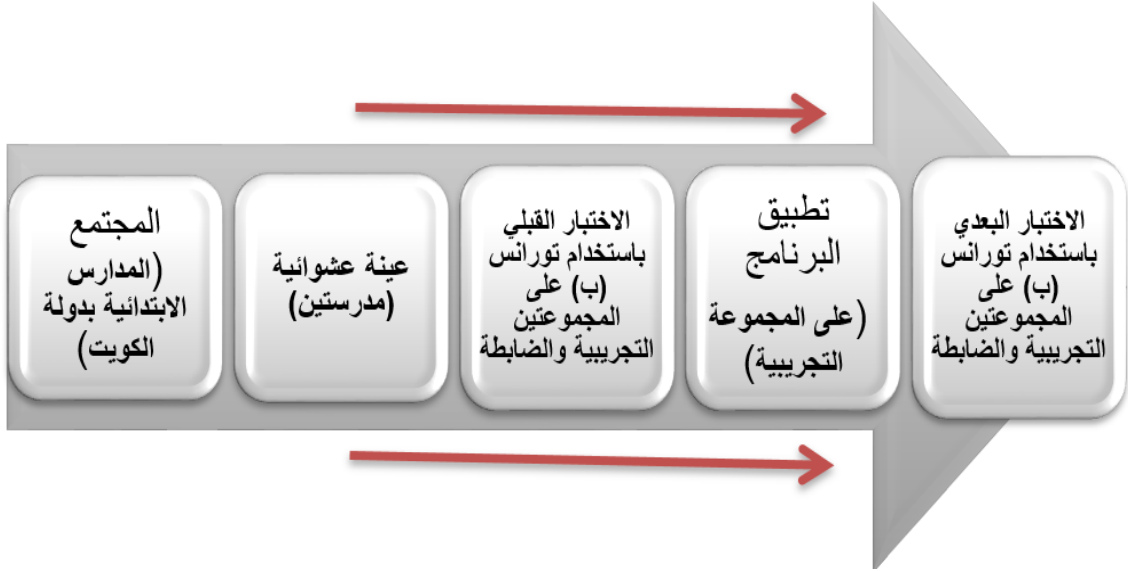 المجتمع
(المدارس
الابتدائية بدولة
الكويت)
عينة عشوائية
(مدرستين)
الاختبار القبلي
باستخدام تورانس
(ب) على
المجموعتين
التجريبية والضابطة
تطبيق
البرنامج
(على المجموعة
التجريبية)
الاختبار البعدي
باستخدام تورانس
(ب) على
المجموعتين
التجريبية والضابطة